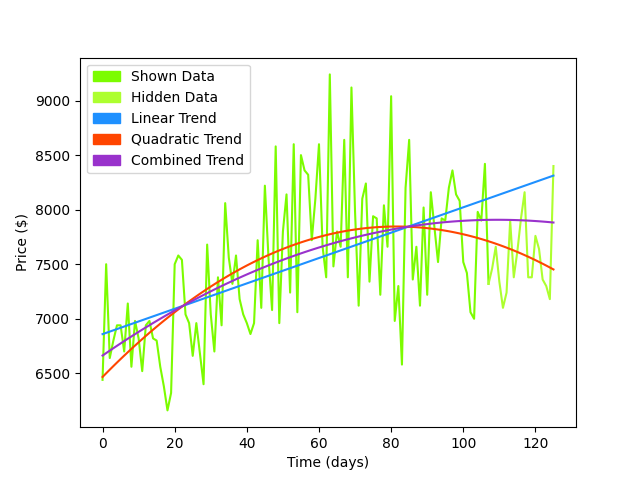 Shown Data
Hidden Data
Linear Trend
Quadratic Trend
Combined Trend
Price ($)
9000
8500
8000
7500
7000
6500
0 20 40 60 80 100 120
Time (days)